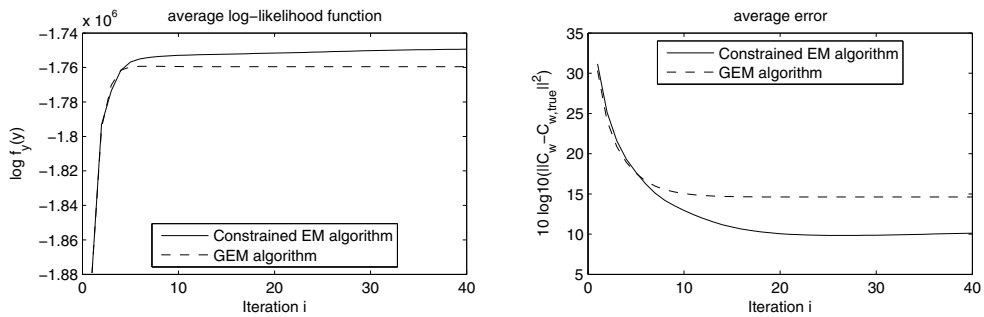 average log−likelihood function
x 10^6
−1.74
−1.76
−1.78
−1.8
−1.82
−1.84
−1.86
−1.88
log f_y(y)
Constrained EM algorithm
GEM algorithm
0 10 20 30 40
Iteration i
average error
35
30
25
20
15
10
5
10 log10(||C_w−C_{w,true}||^2)
Constrained EM algorithm
GEM algorithm
0 10 20 30 40
Iteration i